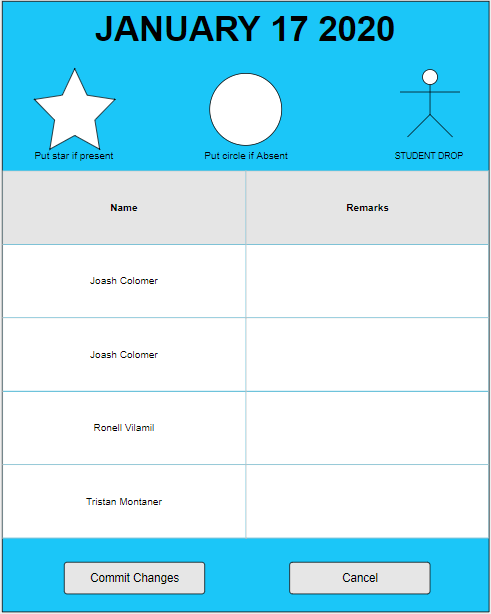 JANUARY 17 2020
Put star if present
Put circle if Absent
STUDENT DROP
Name
Remarks
Joash Colomer
Joash Colomer
Ronell Vilamil
Tristan Montaner
Commit Changes
Cancel